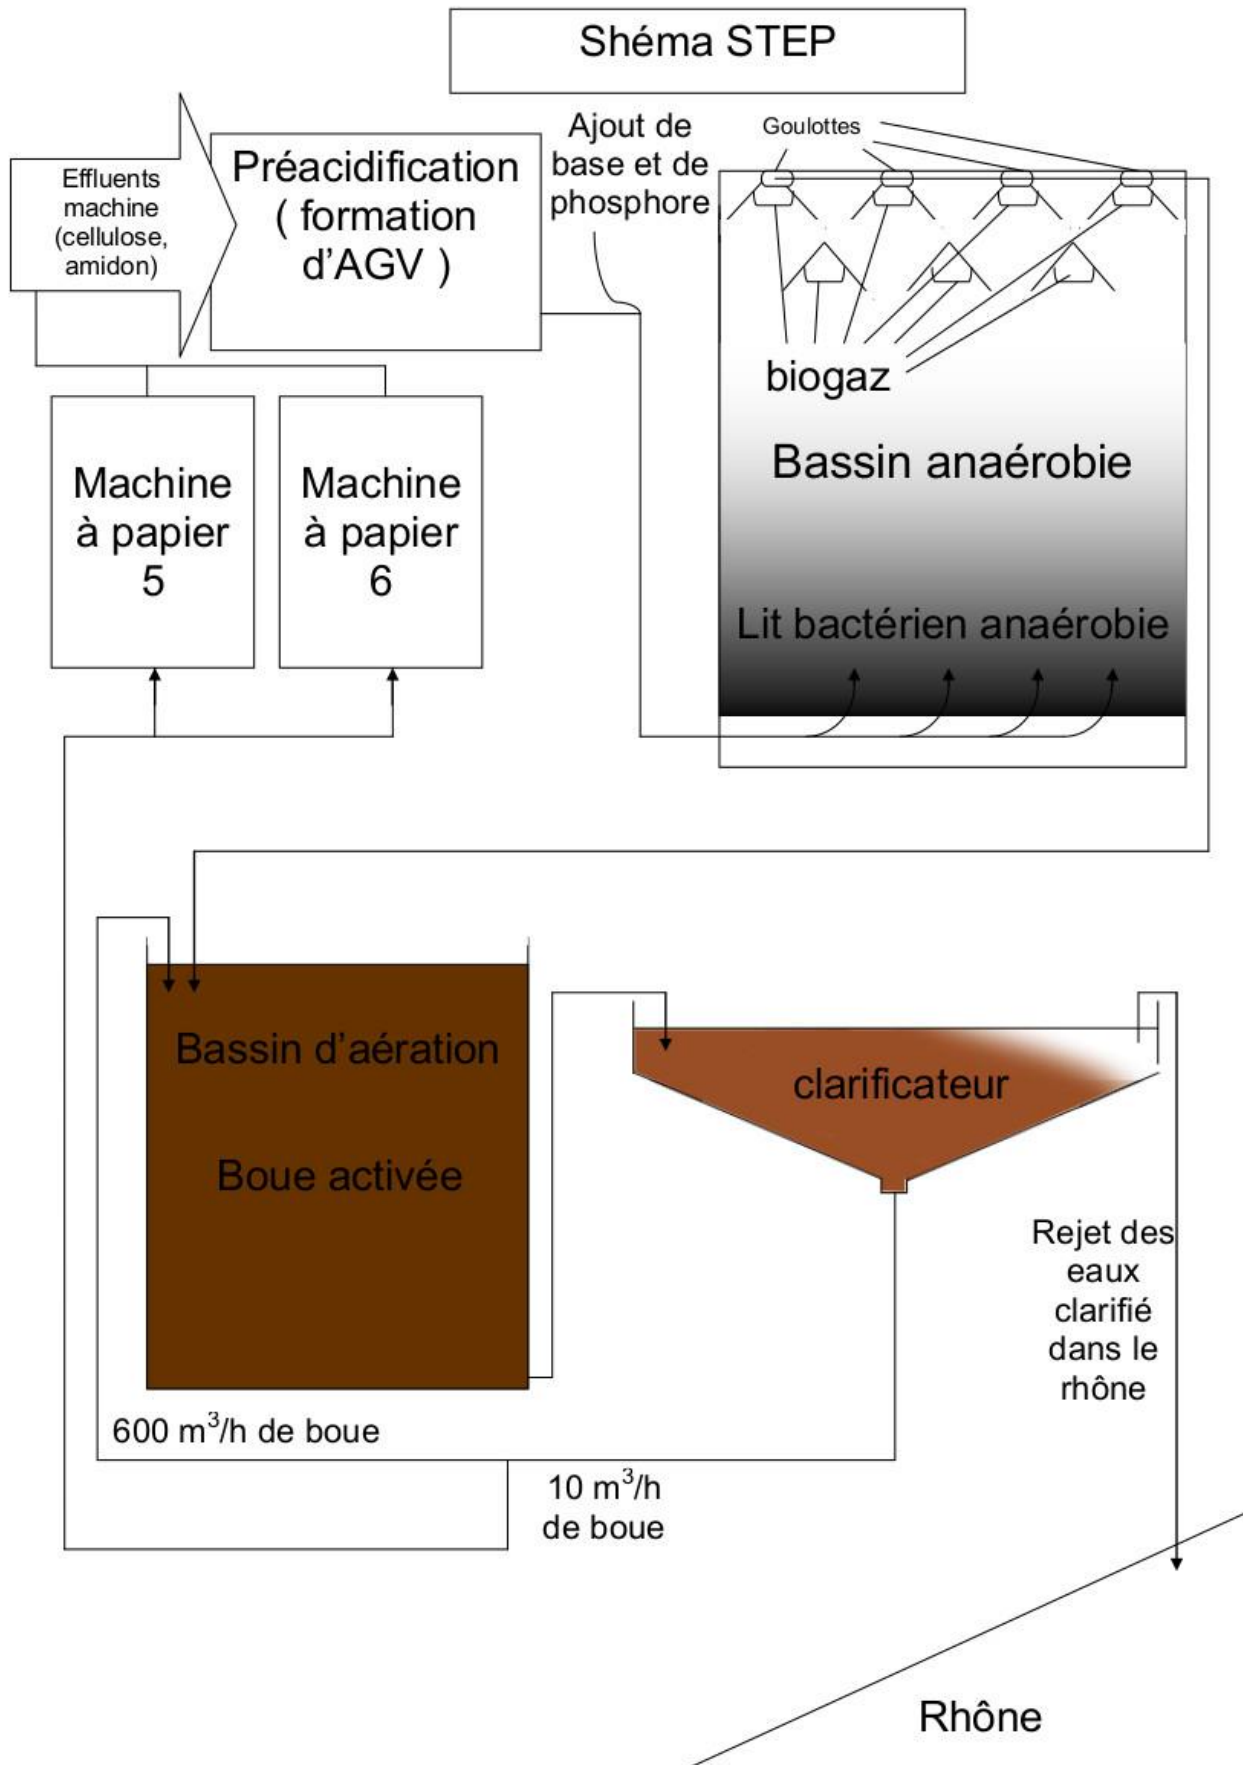 Shéma STEP
Effluents
machine
(cellulose,
amidon)
Préacidification
( formation
d’AGV )
Ajout de
base et de
phosphore
Goulottes
biogaz
Bassin anaérobie
Lit bactérien anaérobie
Machine
à papier
5
Machine
à papier
6
Bassin d’aération
Boue activée
clarificateur
Rejet des
eaux
clarifié
dans le
rhône
600 m³/h de boue
10 m³/h
de boue
Rhône